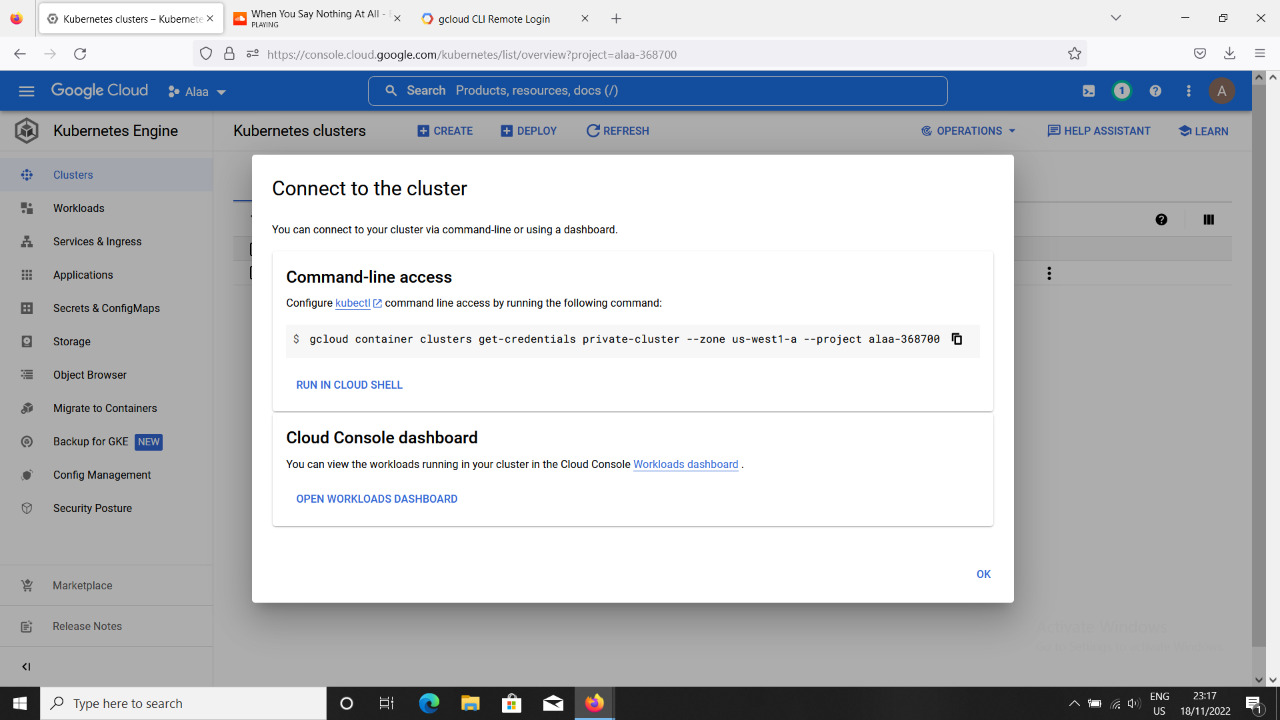 Kubernetes clusters – Kubernete
When You Say Nothing At All -
PLAYING
gcloud CLI Remote Login
https://console.cloud.google.com/kubernetes/list/overview?project=alaa-368700
Google Cloud
Alaa
Search Products, resources, docs (/)
1
A
Kubernetes Engine
Kubernetes clusters
CREATE
DEPLOY
REFRESH
OPERATIONS
HELP ASSISTANT
LEARN
Clusters
Workloads
Services & Ingress
Applications
Secrets & ConfigMaps
Storage
Object Browser
Migrate to Containers
Backup for GKE NEW
Config Management
Security Posture
Marketplace
Release Notes
Connect to the cluster
You can connect to your cluster via command-line or using a dashboard.
Command-line access
Configure kubectl command line access by running the following command:
$ gcloud container clusters get-credentials private-cluster --zone us-west1-a --project alaa-368700
RUN IN CLOUD SHELL
Cloud Console dashboard
You can view the workloads running in your cluster in the Cloud Console Workloads dashboard .
OPEN WORKLOADS DASHBOARD
OK
Activate Windows
Type here to search
ENG
US
23:17
18/11/2022
1